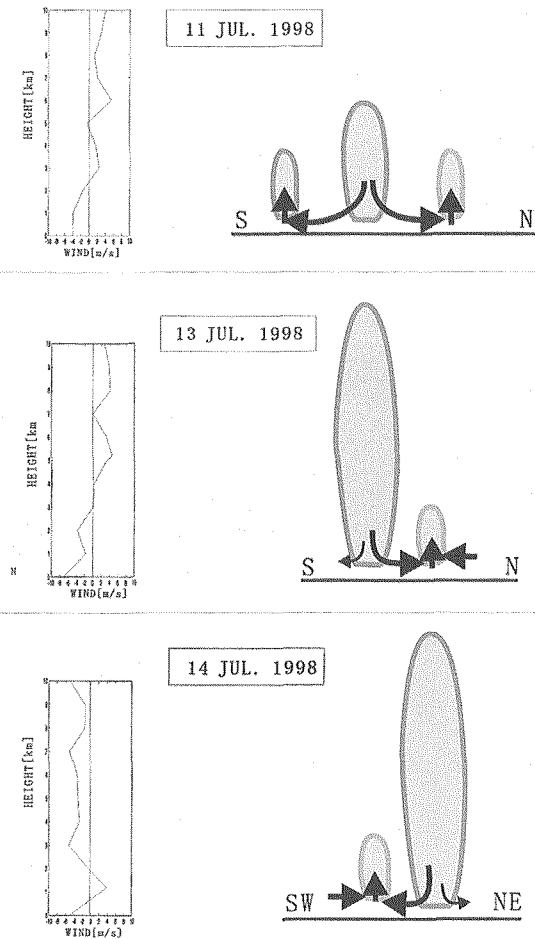 11 JUL. 1998
HEIGHT[km]
S
N
WIND[m/s]
13 JUL. 1998
HEIGHT[km
S
N
N
WIND[m/s]
14 JUL. 1998
HEIGHT[km]
SW
NE
WIND[m/s]